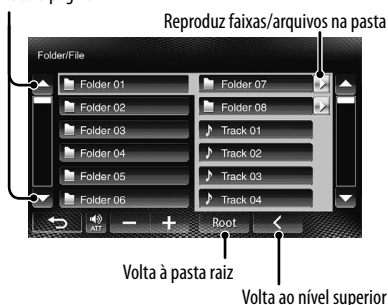 Reproduz faixas/arquivos na pasta
Folder/File
Folder 01 Folder 07
Folder 02 Folder 08
Folder 03 Track 01
Folder 04 Track 02
Folder 05 Track 03
Folder 06 Track 04
ATT Root
Volta à pasta raiz
Volta ao nível superior